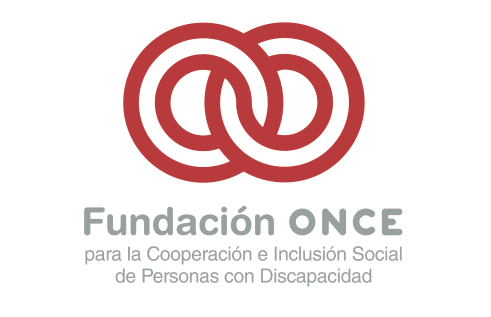 Fundación ONCE
para la Cooperación e Inclusión Social
de Personas con Discapacidad